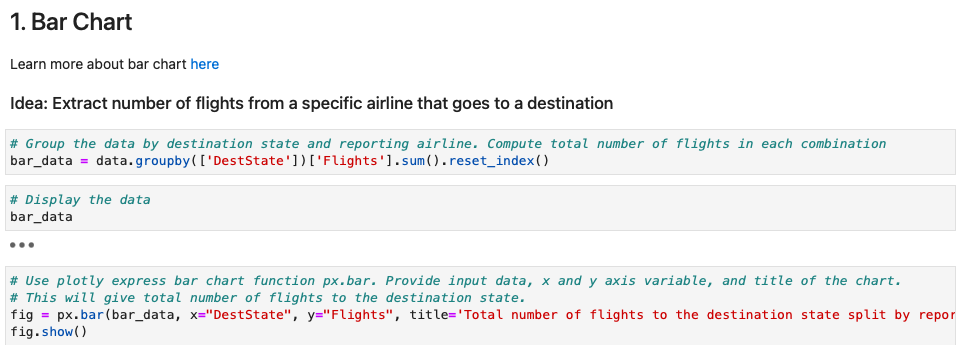 1. Bar Chart
Learn more about bar chart here
Idea: Extract number of flights from a specific airline that goes to a destination
# Group the data by destination state and reporting airline. Compute total number of flights in each combination
bar_data = data.groupby(['DestState'])['Flights'].sum().reset_index()
# Display the data
bar_data
# Use plotly express bar chart function px.bar. Provide input data, x and y axis variable, and title of the chart.
# This will give total number of flights to the destination state.
fig = px.bar(bar_data, x="DestState", y="Flights", title='Total number of flights to the destination state split by repor
fig.show()